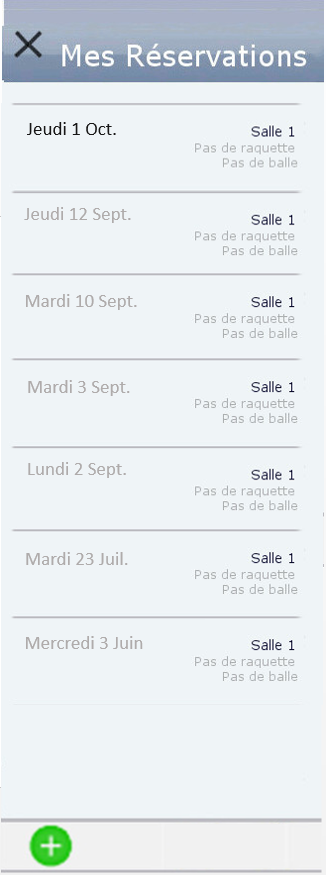 Mes Réservations
Jeudi 1 Oct.
Salle 1
Pas de raquette
Pas de balle
Jeudi 12 Sept.
Salle 1
Pas de raquette
Pas de balle
Mardi 10 Sept.
Salle 1
Pas de raquette
Pas de balle
Mardi 3 Sept.
Salle 1
Pas de raquette
Pas de balle
Lundi 2 Sept.
Salle 1
Pas de raquette
Pas de balle
Mardi 23 Juil.
Salle 1
Pas de raquette
Pas de balle
Mercredi 3 Juin
Salle 1
Pas de raquette
Pas de balle